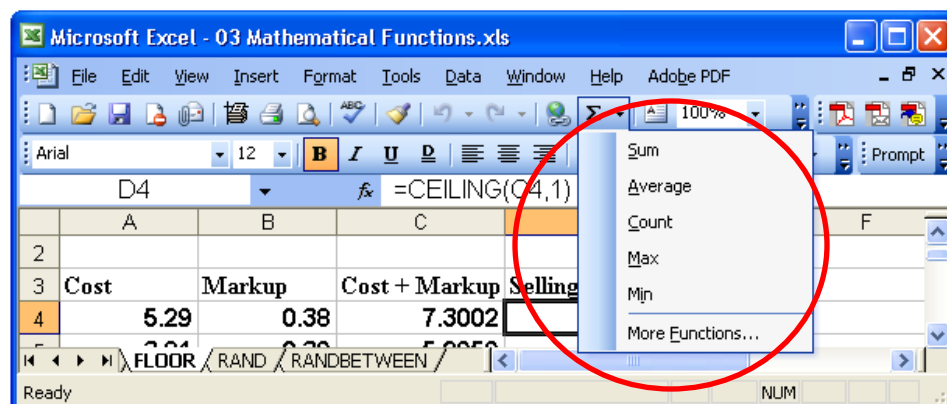 Microsoft Excel - 03 Mathematical Functions.xls
File Edit View Insert Format Tools Data Window Help Adobe PDF
ABC Σ 100%
Arial 12 B I U D Prompt
D4 fx =CEILING(C4,1)
Sum
Average
Count
Max
Min
More Functions...
A B C F
2
3 Cost Markup Cost + Markup Selling
4 5.29 0.38 7.3002
FLOOR RAND RANDBETWEEN
Ready NUM